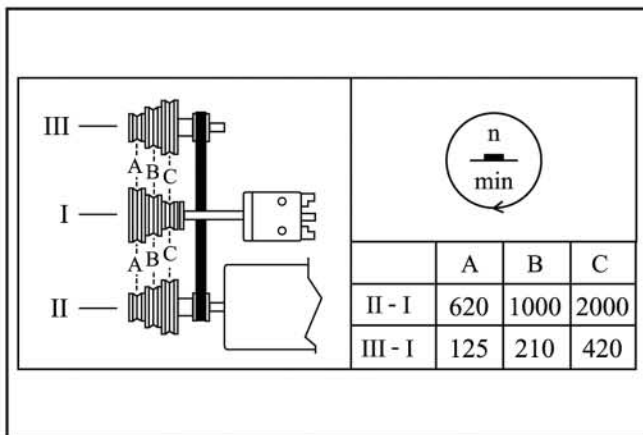 III
A B C
I
A B C
II
n
min
A B C
II - I 620 1000 2000
III - I 125 210 420